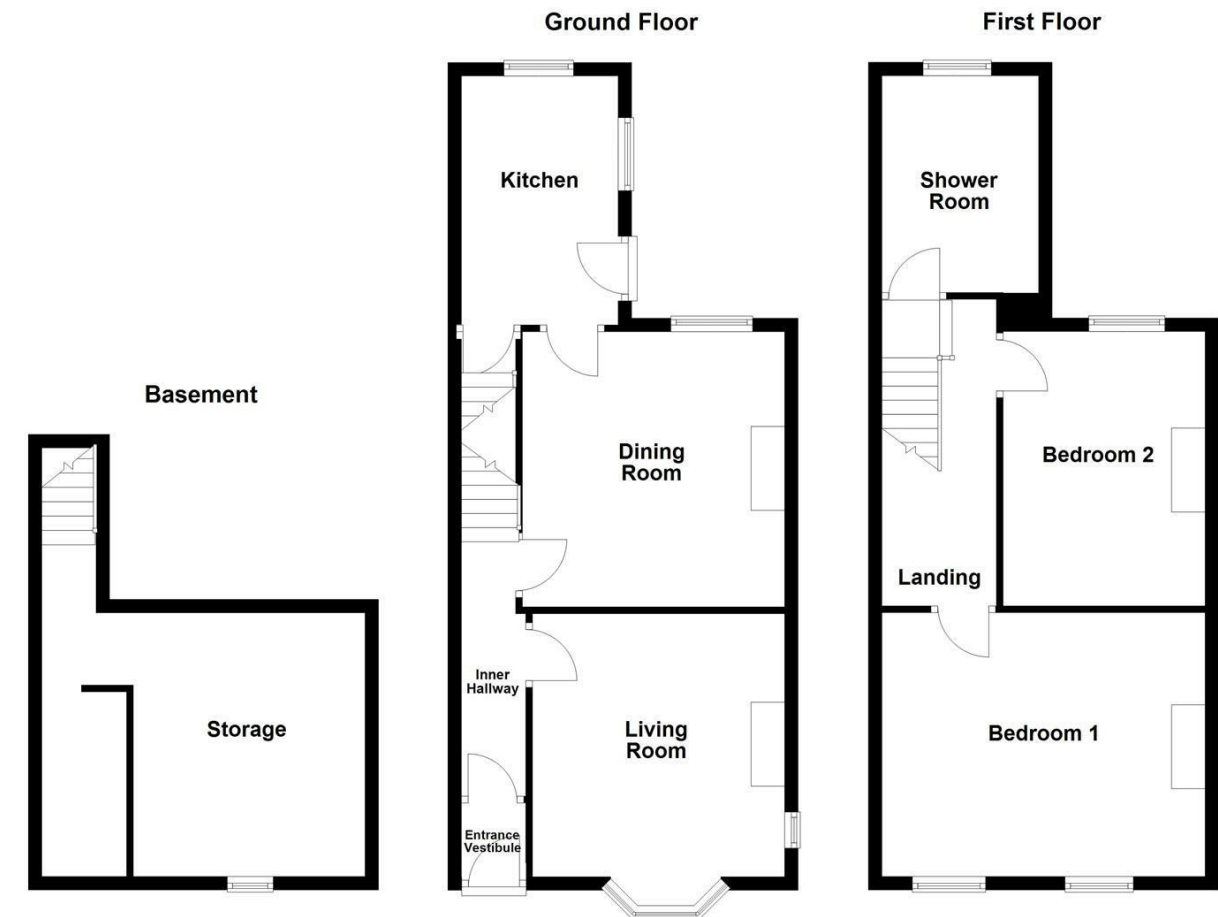 Ground Floor
First Floor
Kitchen
Shower
Room
Basement
Dining
Room
Bedroom 2
Landing
Inner
Hallway
Storage
Living
Room
Bedroom 1
Entrance
Vestibule